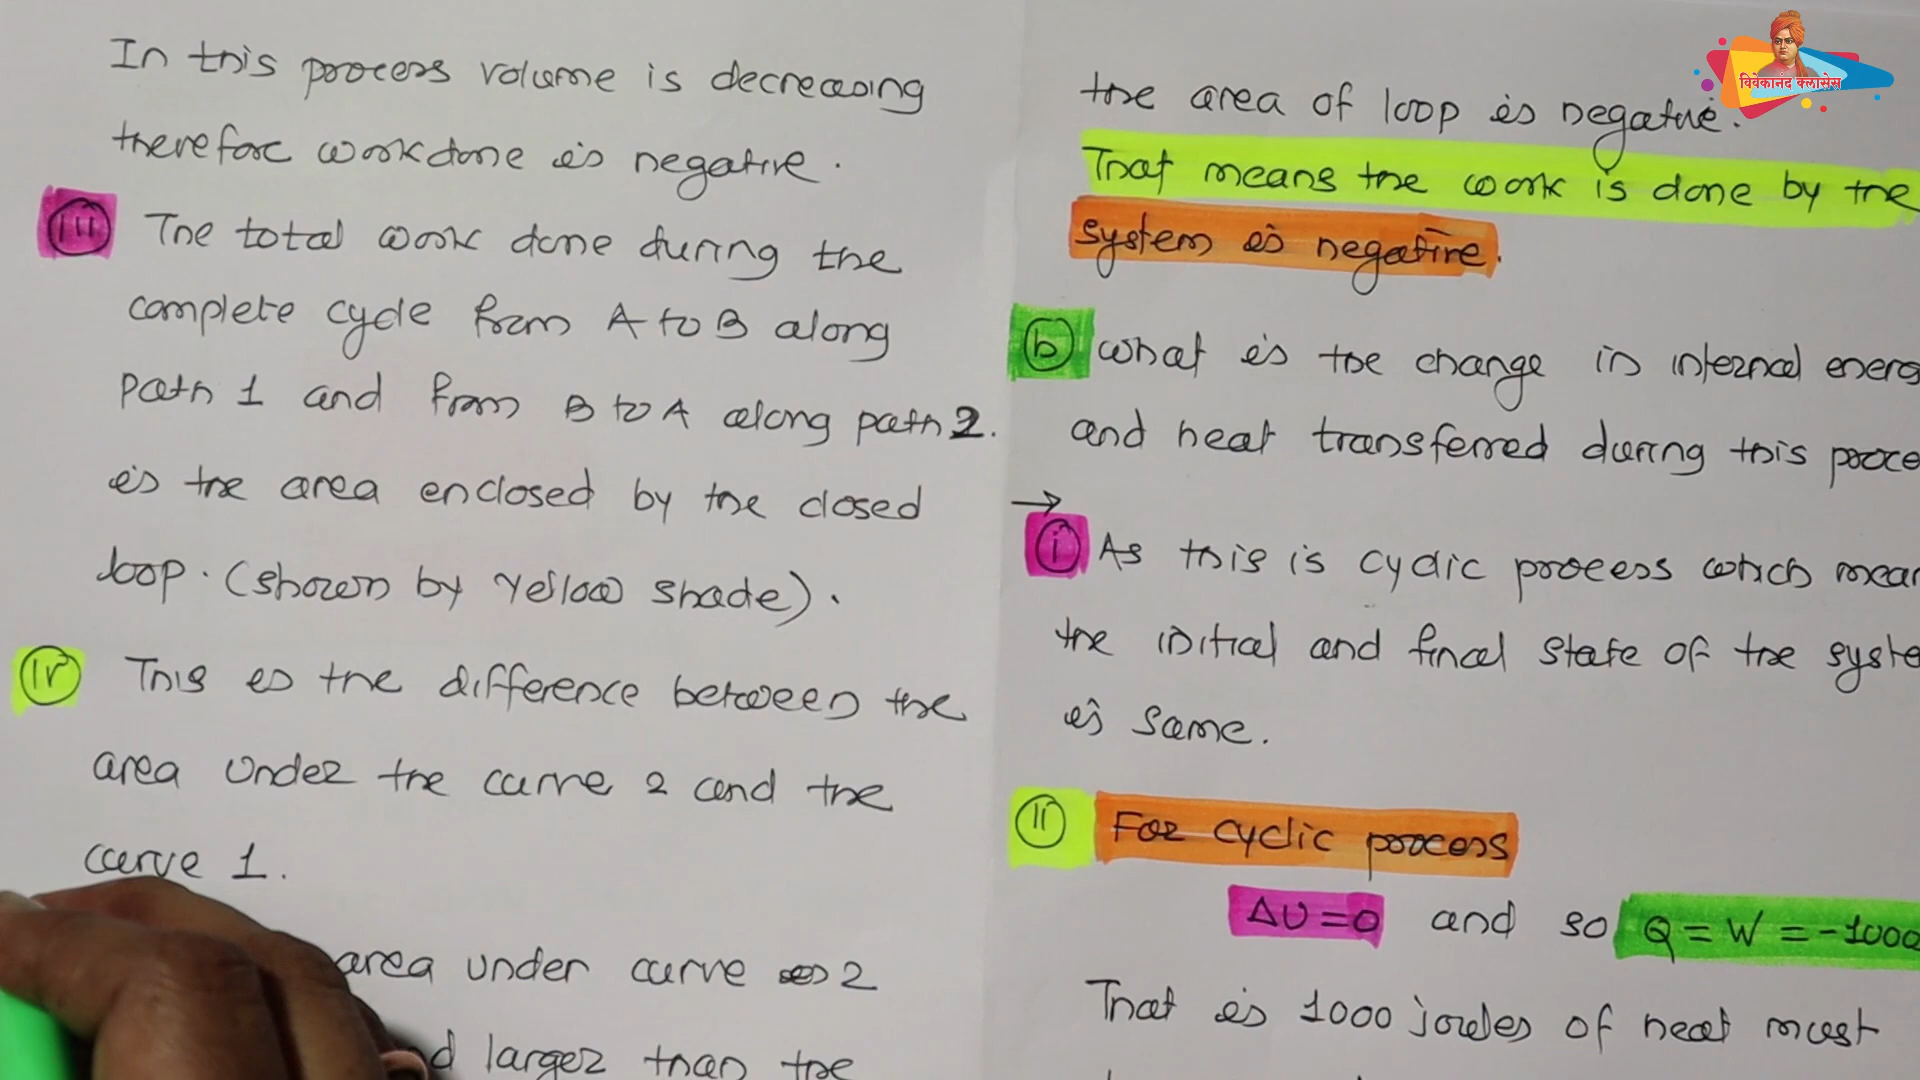 In this process volume is decreasing
therefore workdone is negative.
iii The total work done during the
complete cycle from A to B along
path 1 and from B to A along path 2.
is the area enclosed by the closed
loop. (shown by Yellow shade).
iv This is the difference between the
area under the curve 2 and the
curve 1.
area under curve 2
larger than the
विवेकानंद क्लासेस
the area of loop is negative.
That means the work is done by the
system is negative.
b What is the change in internal energ
and heat transferred during this proce
→
i As this is cyclic process which mean
the initial and final state of the syste
is same.
ii For cyclic process
ΔU=0 and so Q = W = -1000
That is 1000 joules of heat must